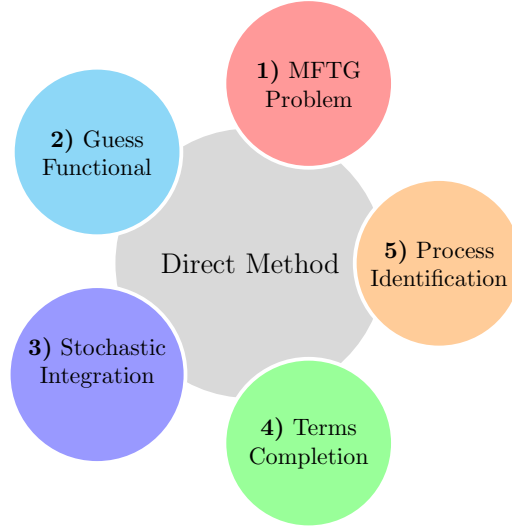 1) MFTG
Problem
2) Guess
Functional
Direct Method
5) Process
Identification
3) Stochastic
Integration
4) Terms
Completion